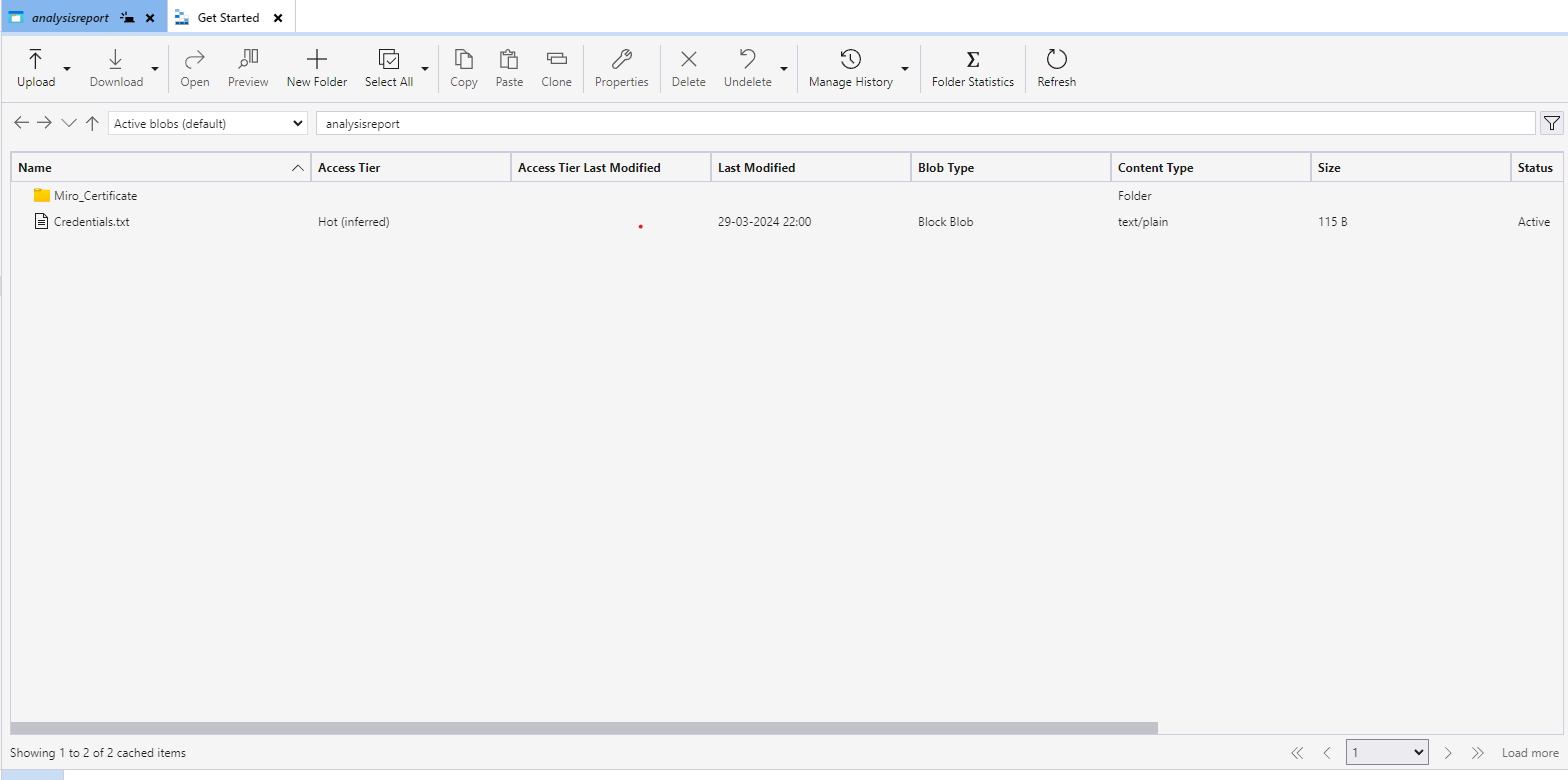 analysisreport Get Started
Upload Download Open Preview New Folder Select All Copy Paste Clone Properties Delete Undelete Manage History Folder Statistics Refresh
Active blobs (default) analysisreport
Name Access Tier Access Tier Last Modified Last Modified Blob Type Content Type Size Status
Miro_Certificate Folder
Credentials.txt Hot (inferred) 29-03-2024 22:00 Block Blob text/plain 115 B Active
Showing 1 to 2 of 2 cached items 1 Load more